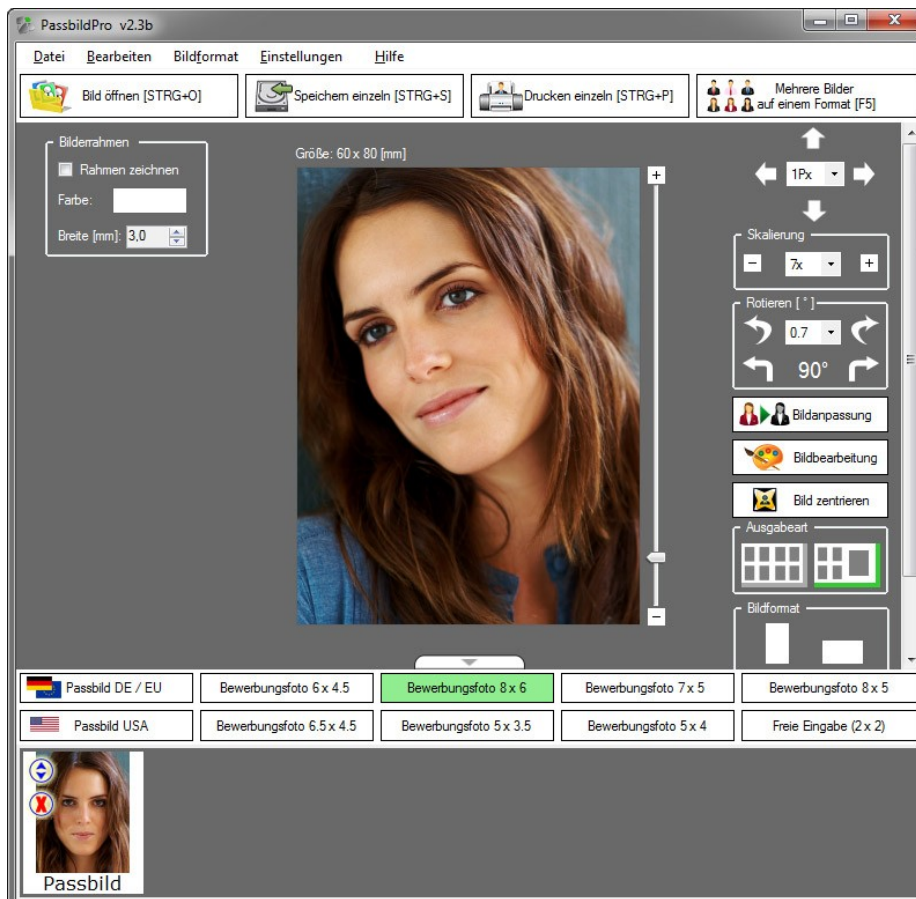 PassbildPro v2.3b
Datei Bearbeiten Bildformat Einstellungen Hilfe
Bild öffnen [STRG+O] Speichern einzeln [STRG+S] Drucken einzeln [STRG+P] Mehrere Bilder
auf einem Format [F5]
Bilderrahmen
Rahmen zeichnen
Farbe:
Breite [mm]: 3,0
Größe: 60 x 80 [mm]
+
−
1Px
Skalierung
− 7x +
Rotieren [ ° ]
0.7
90°
Bildanpassung
Bildbearbeitung
Bild zentrieren
Ausgabeart
Bildformat
Passbild DE / EU Bewerbungsfoto 6 x 4.5 Bewerbungsfoto 8 x 6 Bewerbungsfoto 7 x 5 Bewerbungsfoto 8 x 5
Passbild USA Bewerbungsfoto 6.5 x 4.5 Bewerbungsfoto 5 x 3.5 Bewerbungsfoto 5 x 4 Freie Eingabe (2 x 2)
Passbild